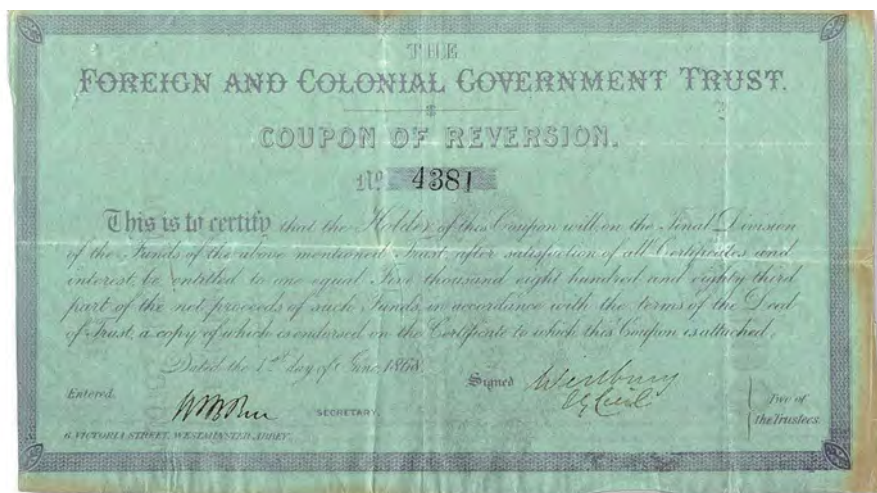 THE
FOREIGN AND COLONIAL GOVERNMENT TRUST.
COUPON OF REVERSION.
No 4381
This is to certify that the Holder of this Coupon will on the Final Division
of the Funds of the above mentioned Trust, after satisfaction of all Certificates and
interest, be entitled to one equal Five thousand eight hundred and eighty third
part of the net proceeds of such Funds in accordance with the terms of the Deed
of Trust, a copy of which is endorsed on the Certificate to which this Coupon is attached.
Dated the 1st day of June 1868.
Signed Westbury
Entered. SECRETARY. Two of
the Trustees.
6 VICTORIA STREET, WESTMINSTER ABBEY.